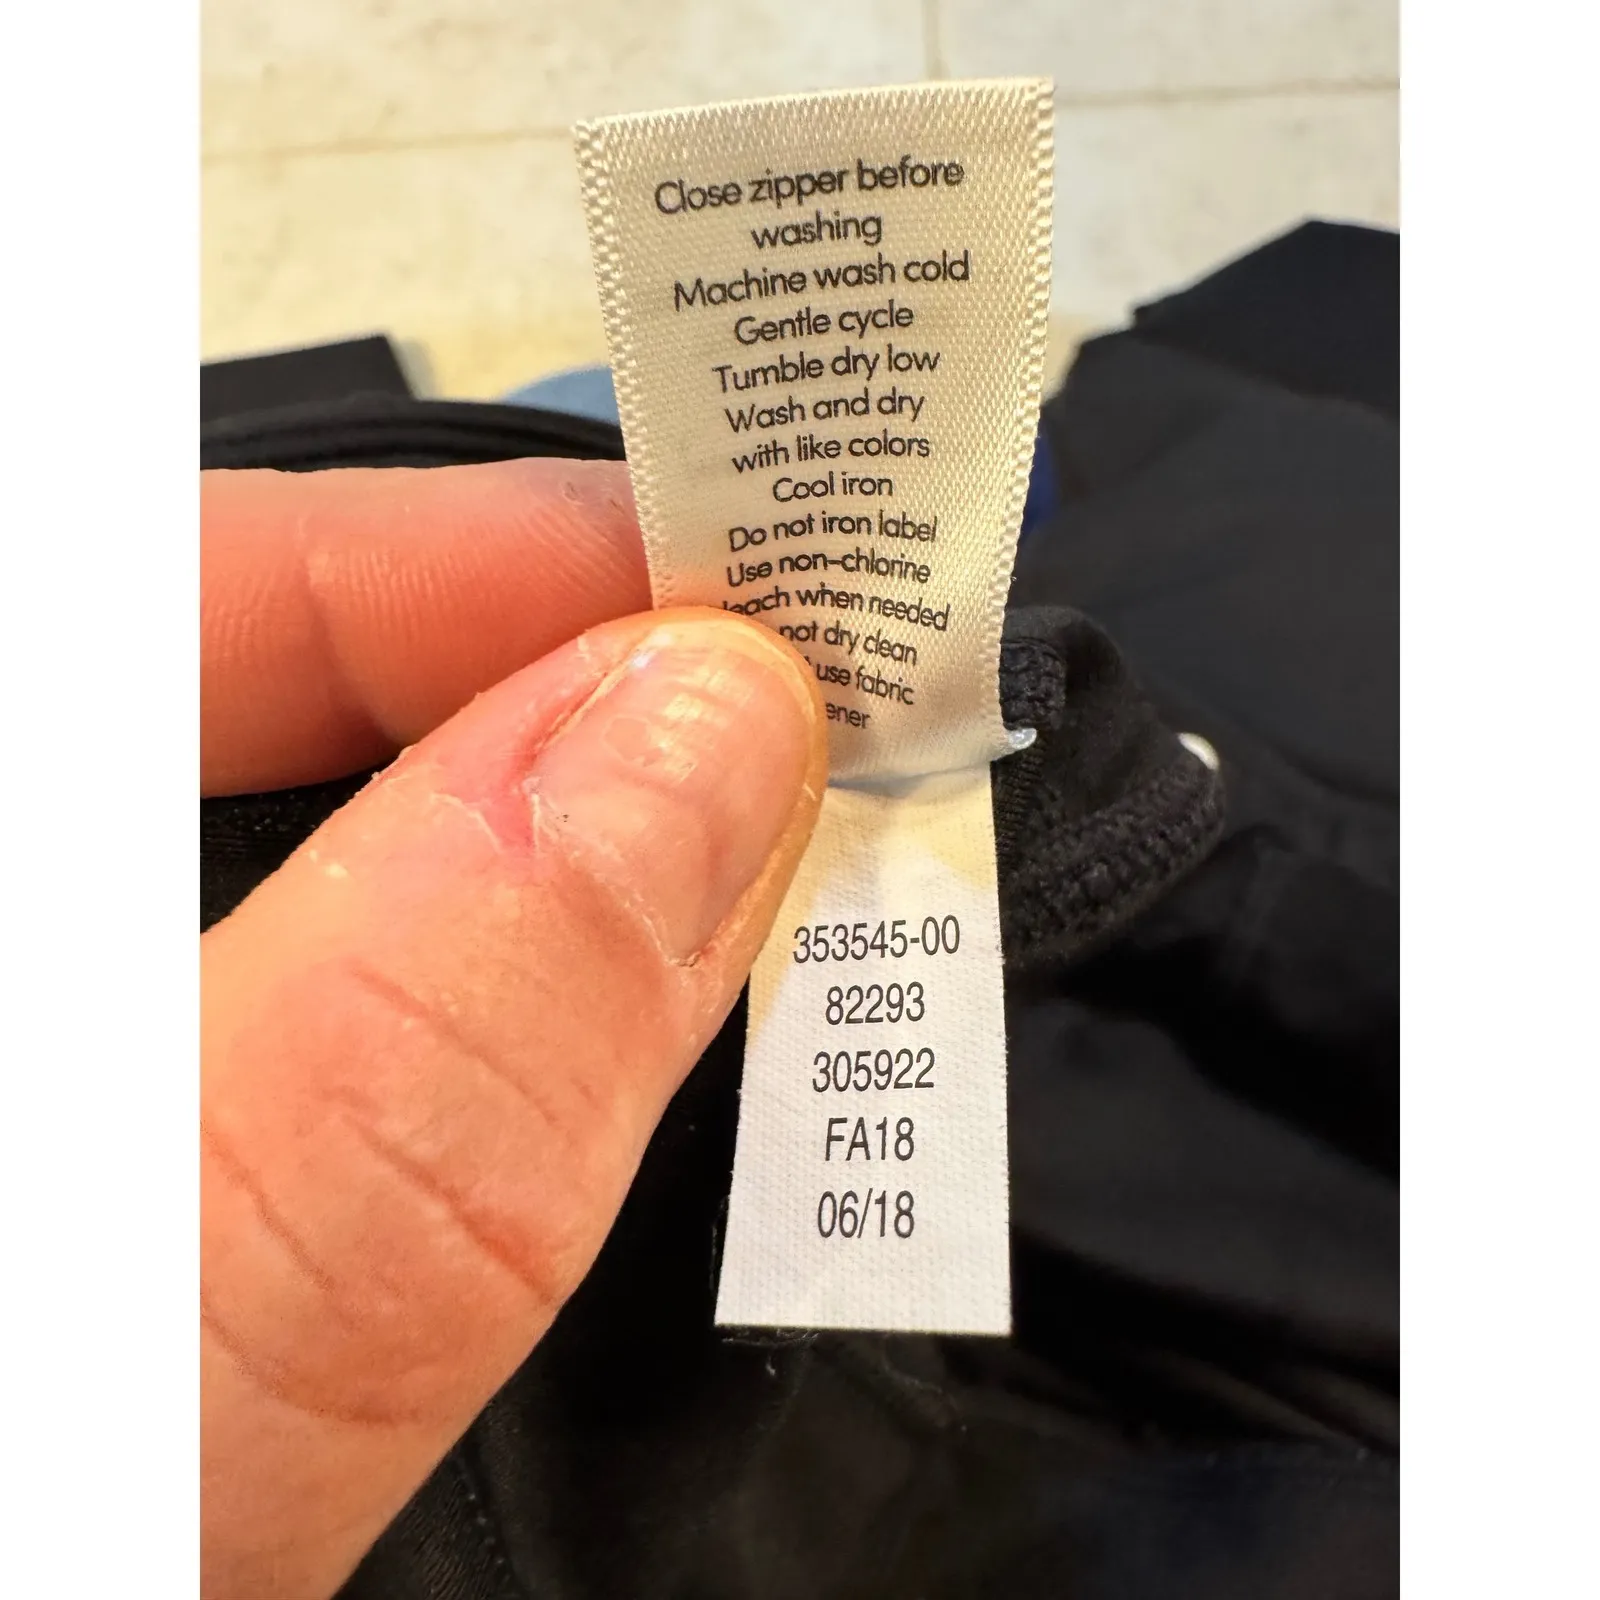 Close zipper before
washing
Machine wash cold
Gentle cycle
Tumble dry low
Wash and dry
with like colors
Cool iron
Do not iron label
Use non-chlorine
leach when needed
not dry clean
use fabric
ener
353545-00
82293
305922
FA18
06/18